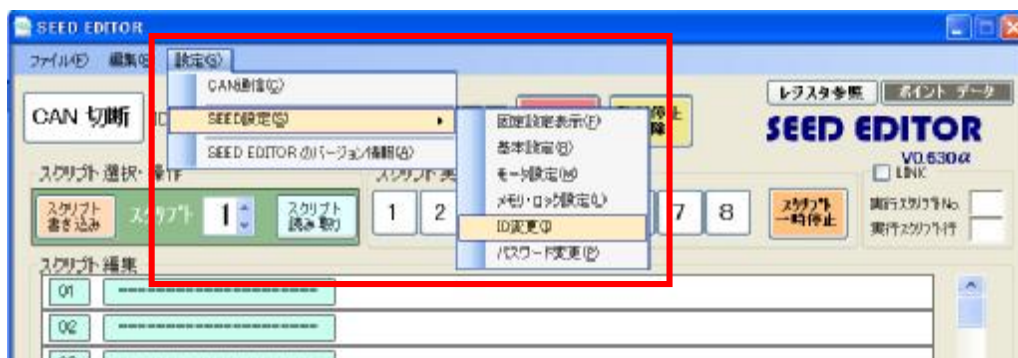 SEED EDITOR
ファイル(F) 編集(E) 設定(S)
CAN通信(C)
SEED設定(S)
SEED EDITOR のバージョン情報(A)
固定設定表示(F)
基本設定(B)
モータ設定(M)
メモリ・ロック設定(L)
ID変更(I)
パスワード変更(P)
CAN 切断
レジスタ参照 ポイント データ
SEED EDITOR
V0.630α
LINK
スクリプト 選択・操作
スクリプト
書き込み
スクリプト 1
スクリプト
読み取り
1 2 7 8
スクリプト
一時停止
実行スクリプトNo.
実行スクリプト行
スクリプト 編集
01 --------------------
02 --------------------